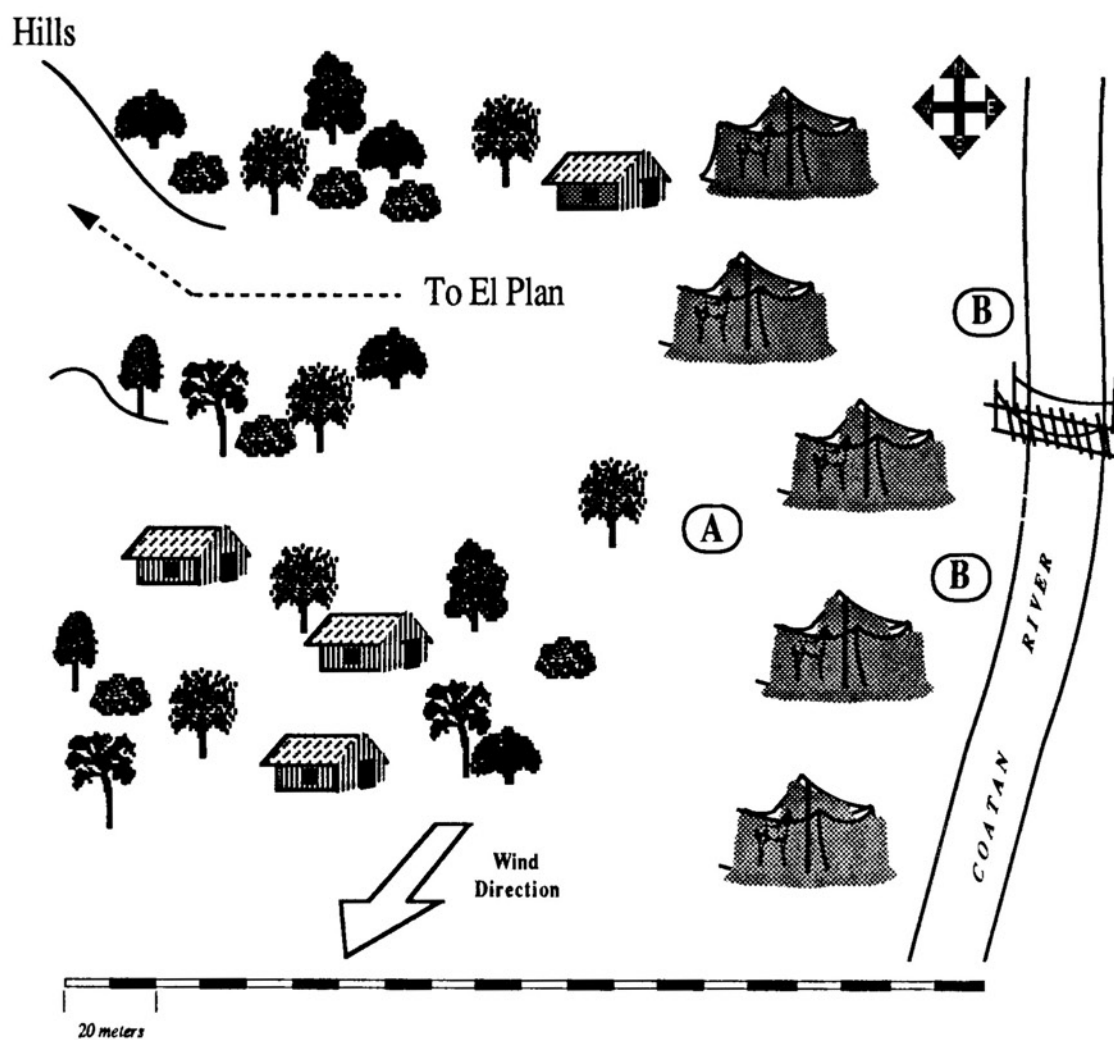 Hills
N
E
S
To El Plan
B
A
B
RIVER
COATAN
Wind
Direction
20 meters